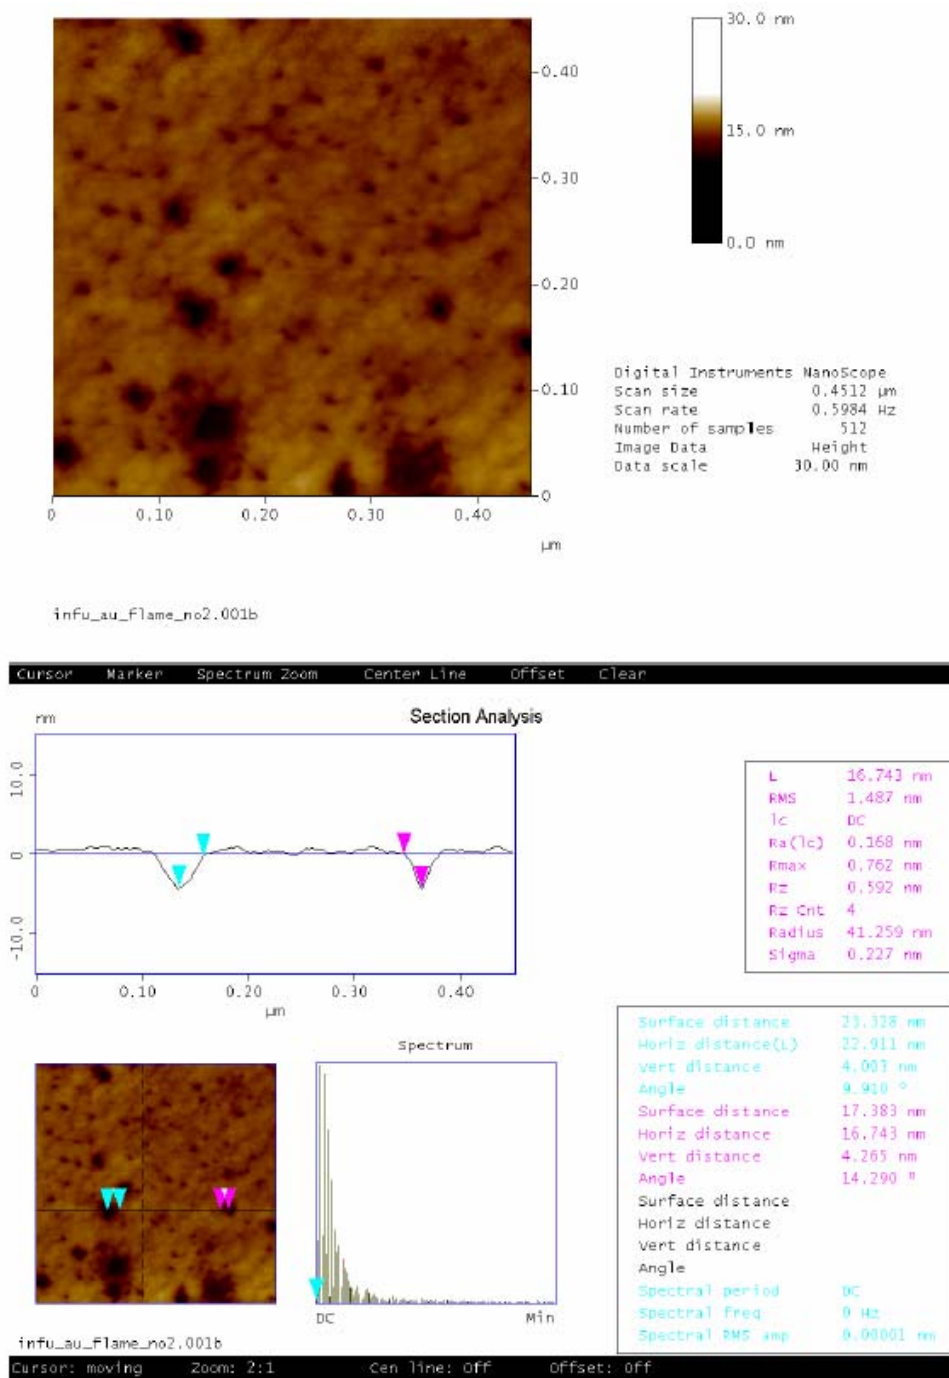 30.0 nm
15.0 nm
0.0 nm
0.40
0.30
0.20
0.10
0
0 0.10 0.20 0.30 0.40
µm
Digital Instruments NanoScope
Scan size 0.4512 µm
Scan rate 0.5984 Hz
Number of samples 512
Image Data Height
Data scale 30.00 nm
infu_au_flame_no2.001b
Cursor Marker Spectrum Zoom Center Line Offset Clear
nm Section Analysis
10.0
0
-10.0
0 0.10 0.20 0.30 0.40
µm
L 16.743 nm
RMS 1.487 nm
lc DC
Ra(lc) 0.168 nm
Rmax 0.762 nm
Rz 0.592 nm
Rz Cnt 4
Radius 41.259 nm
Sigma 0.227 nm
Surface distance 23.328 nm
Horiz distance(L) 22.911 nm
Vert distance 4.003 nm
Angle 9.910 °
Surface distance 17.383 nm
Horiz distance 16.743 nm
Vert distance 4.265 nm
Angle 14.290 °
Surface distance
Horiz distance
Vert distance
Angle
Spectral period DC
Spectral freq 0 Hz
Spectral RMS amp 0.00001 nm
Spectrum
DC Min
infu_au_flame_no2.001b
Cursor: moving Zoom: 2:1 Cen line: Off Offset: Off